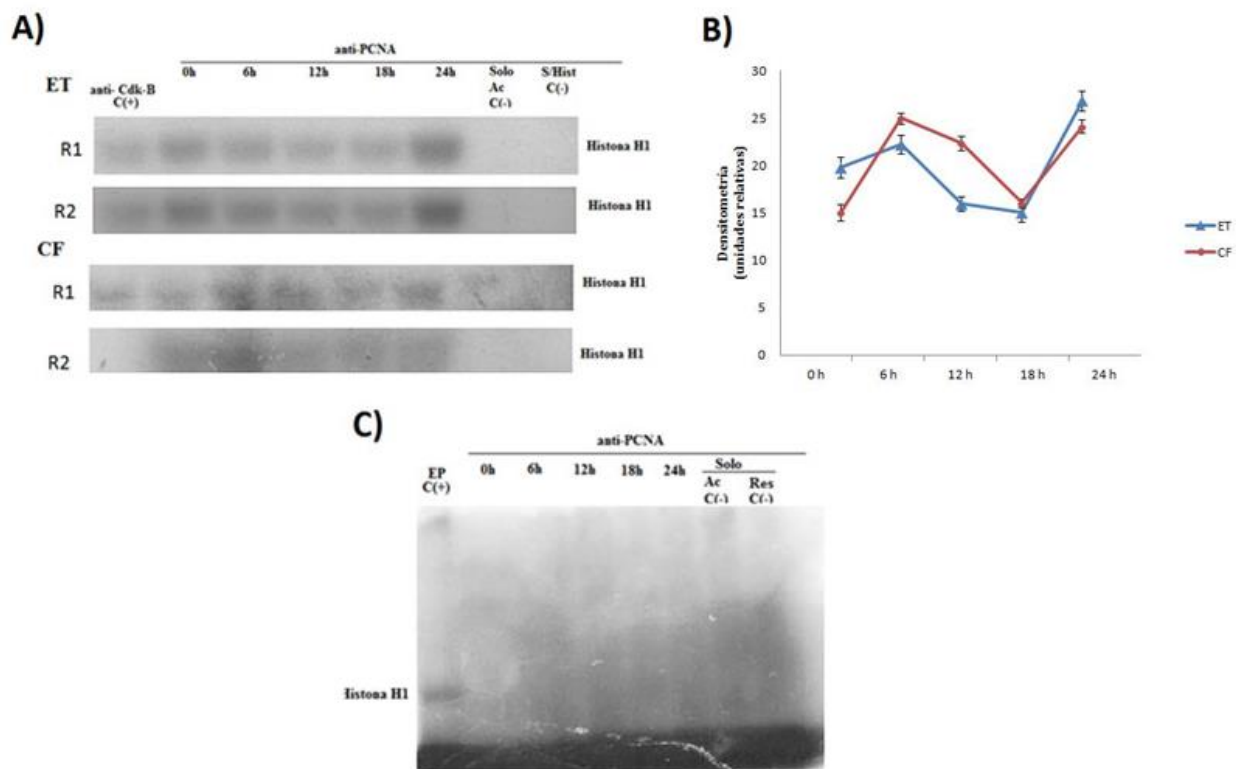 A)
anti-PCNA
ET
anti- Cdk-B
C(+)
0h 6h 12h 18h 24h
Solo
Ac
C(-)
S/Hist
C(-)
R1
Histona H1
R2
Histona H1
CF
R1
Histona H1
R2
Histona H1
B)
Densitometría
(unidades relativas)
30
25
20
15
10
5
0
0 h 6 h 12 h 18 h 24 h
ET
CF
C)
anti-PCNA
EP
C(+)
0h 6h 12h 18h 24h
Solo
Ac
C(-)
Res
C(-)
Histona H1